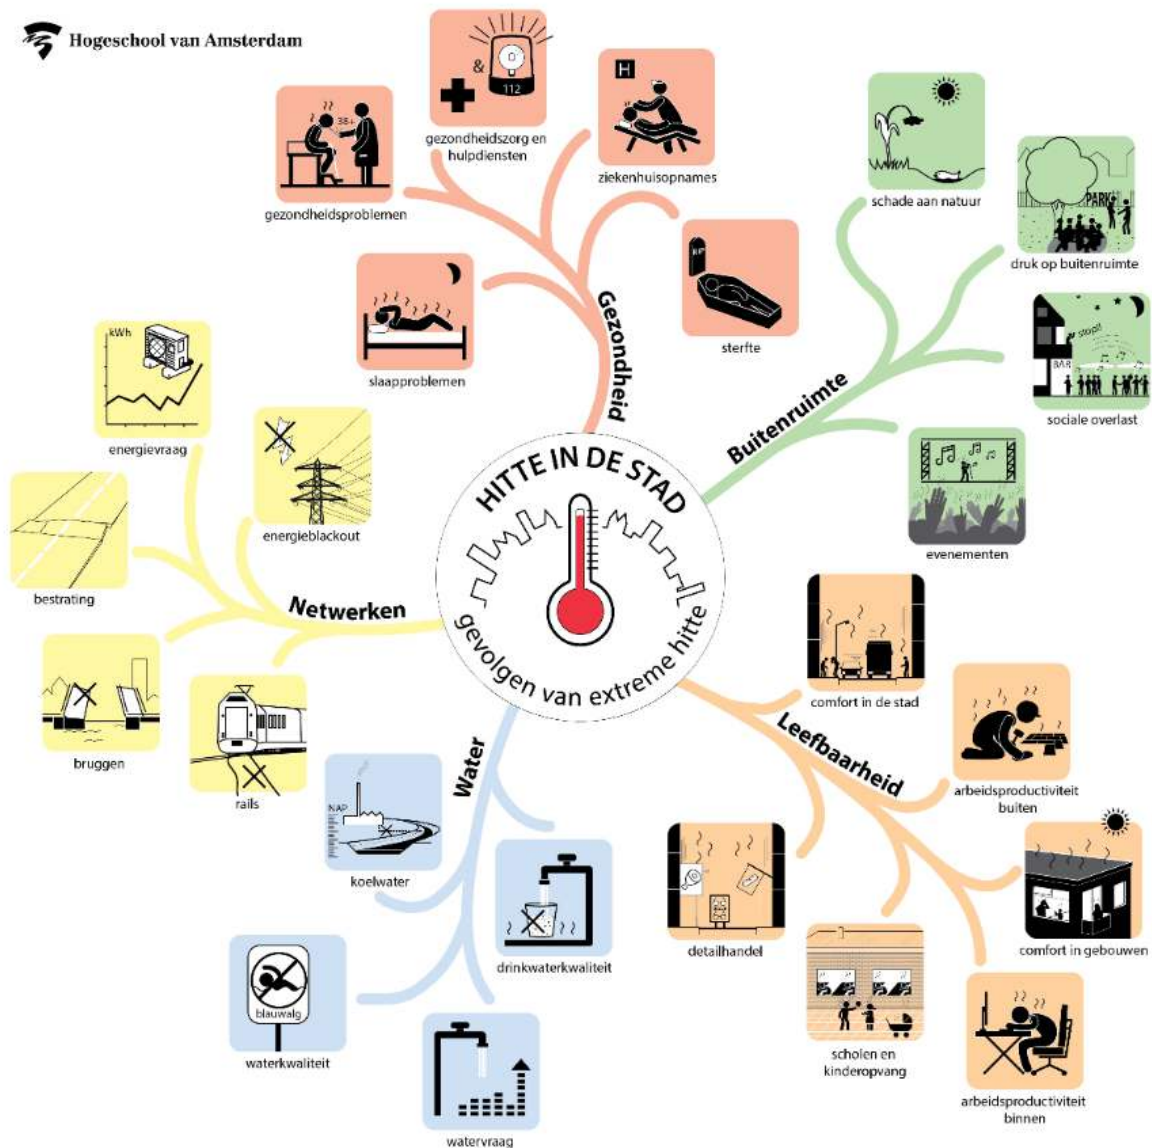 Hogeschool van Amsterdam
&
112
38+
H
gezondheidszorg en
hulpdiensten
ziekenhuisopnames
gezondheidsproblemen
slaapproblemen
sterfte
Gezondheid
schade aan natuur
PARK
druk op buitenruimte
stop!!
BAR
sociale overlast
evenementen
Buitenruimte
kWh
energievraag
energieblackout
bestrating
bruggen
rails
Netwerken
HITTE IN DE STAD
gevolgen van extreme hitte
comfort in de stad
arbeidsproductiviteit
buiten
comfort in gebouwen
arbeidsproductiviteit
binnen
scholen en
kinderopvang
detailhandel
Leefbaarheid
Water
NAP
koelwater
drinkwaterkwaliteit
blauwalg
waterkwaliteit
watervraag